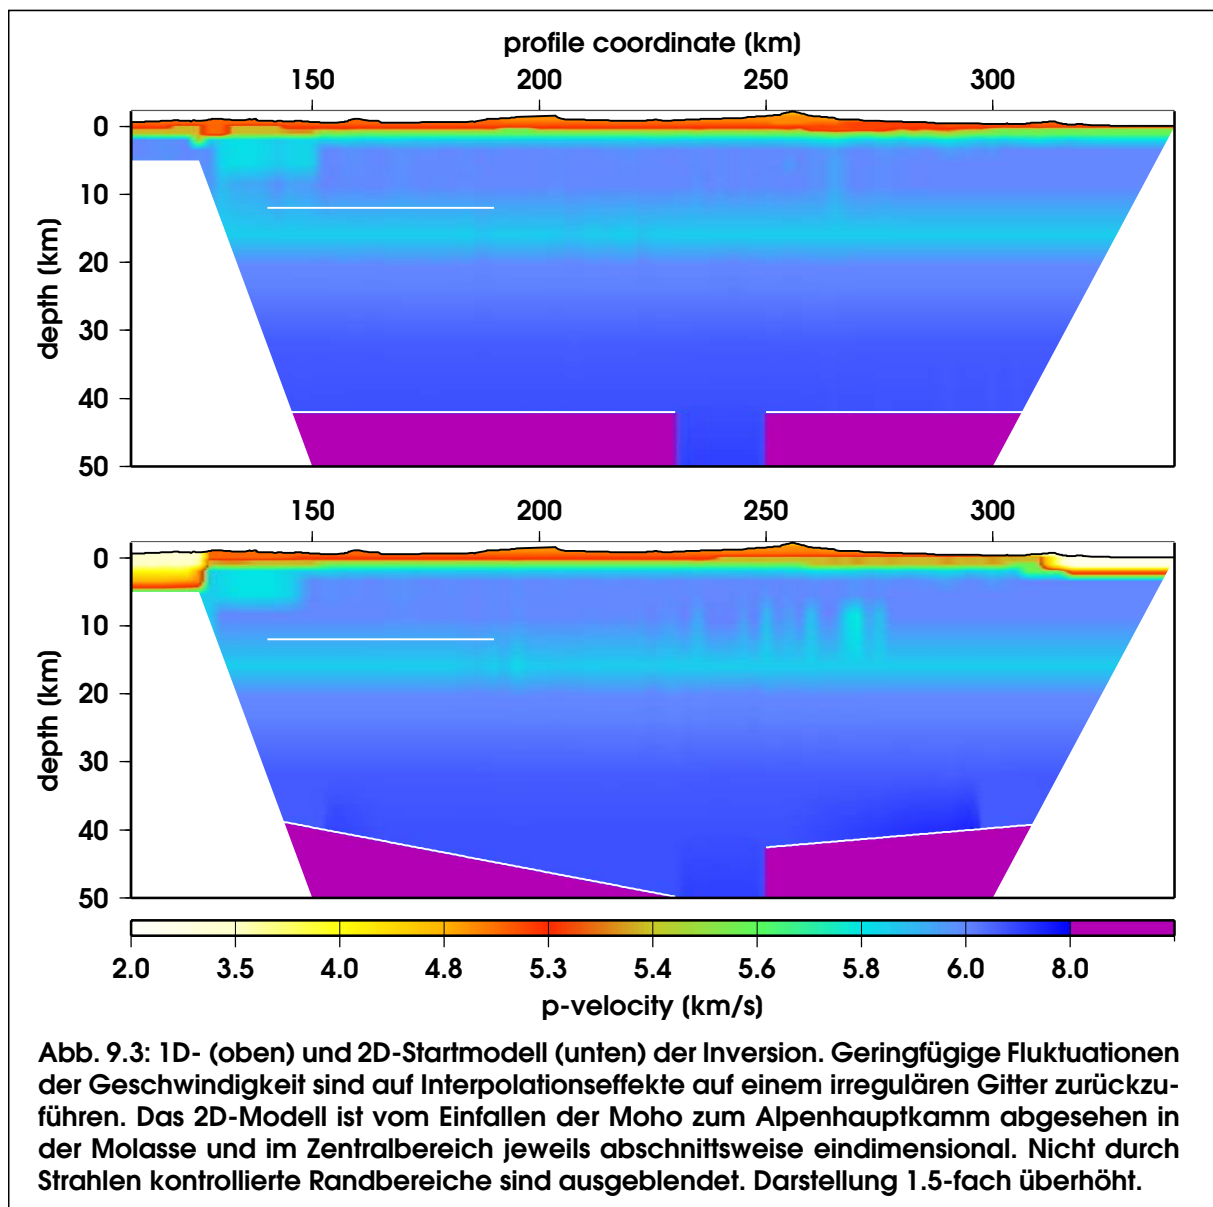 profile coordinate (km)
150 200 250 300
0
10
20
30
40
50
depth (km)
150 200 250 300
0
10
20
30
40
50
depth (km)
2.0 3.5 4.0 4.8 5.3 5.4 5.6 5.8 6.0 8.0
p-velocity (km/s)
Abb. 9.3: 1D- (oben) und 2D-Startmodell (unten) der Inversion. Geringfügige Fluktuationen
der Geschwindigkeit sind auf Interpolationseffekte auf einem irregulären Gitter zurückzu-
führen. Das 2D-Modell ist vom Einfallen der Moho zum Alpenhauptkamm abgesehen in
der Molasse und im Zentralbereich jeweils abschnittsweise eindimensional. Nicht durch
Strahlen kontrollierte Randbereiche sind ausgeblendet. Darstellung 1.5-fach überhöht.